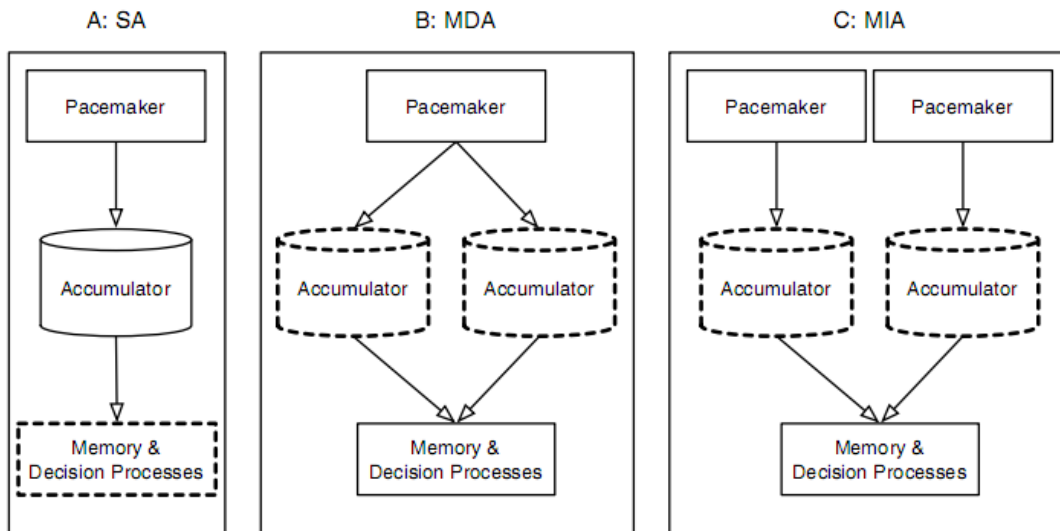 A: SA
B: MDA
C: MIA
Pacemaker
Pacemaker
Pacemaker
Pacemaker
Accumulator
Accumulator
Accumulator
Accumulator
Accumulator
Memory &
Decision Processes
Memory &
Decision Processes
Memory &
Decision Processes